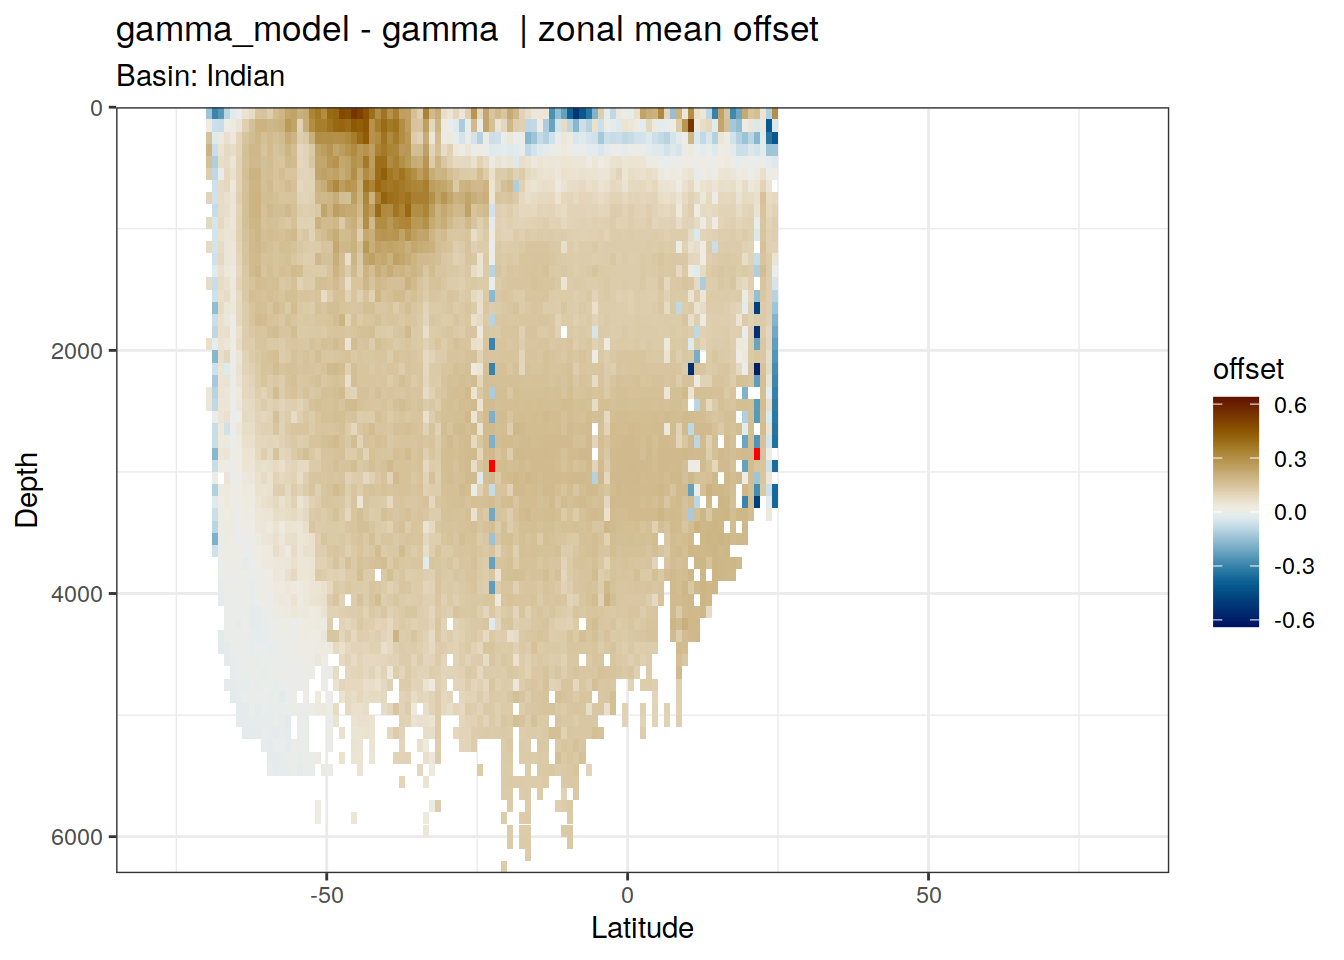 gamma_model - gamma  | zonal mean offset
Basin: Indian
0
2000
4000
6000
Depth
-50
0
50
Latitude
offset
0.6
0.3
0.0
-0.3
-0.6